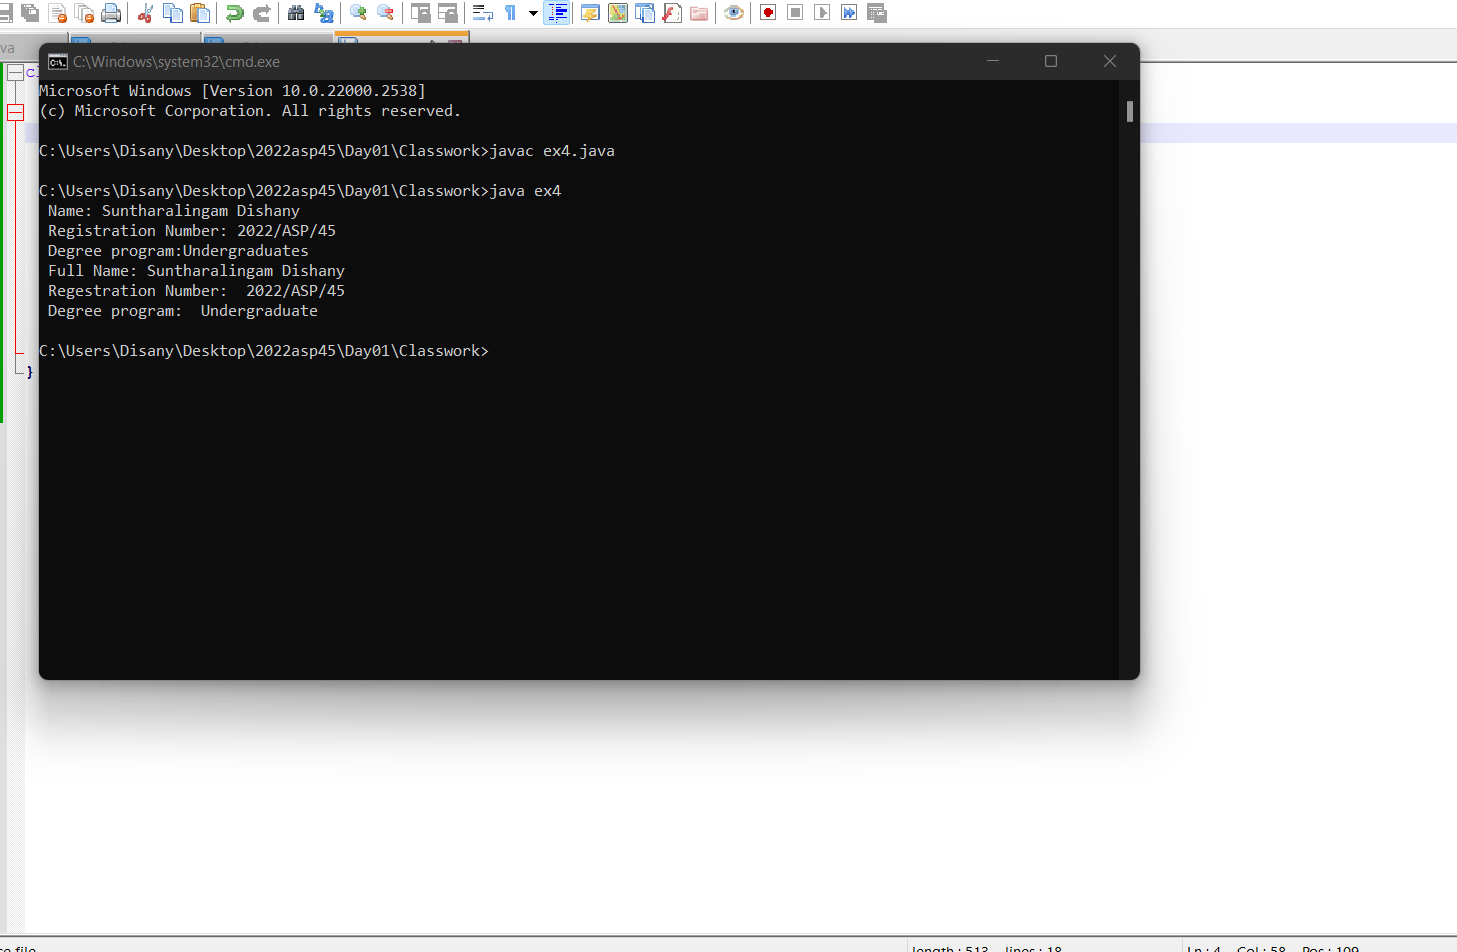 va
C:\Windows\system32\cmd.exe
Microsoft Windows [Version 10.0.22000.2538]
(c) Microsoft Corporation. All rights reserved.
C:\Users\Disany\Desktop\2022asp45\Day01\Classwork>javac ex4.java
C:\Users\Disany\Desktop\2022asp45\Day01\Classwork>java ex4
Name: Suntharalingam Dishany
Registration Number: 2022/ASP/45
Degree program:Undergraduates
Full Name: Suntharalingam Dishany
Regestration Number:  2022/ASP/45
Degree program:  Undergraduate
C:\Users\Disany\Desktop\2022asp45\Day01\Classwork>
}
file length : 513 lines : 18 Ln : 4 Col : 58 Pos : 109